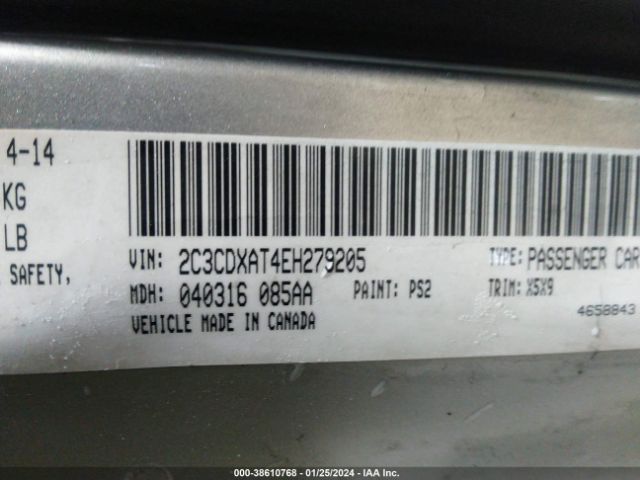 4-14
KG
LB
SAFETY,
VIN: 2C3CDXAT4EH279205 TYPE: PASSENGER CAR
MDH: 040316 085AA PAINT: PS2 TRIM: X5X9
VEHICLE MADE IN CANADA 4658843
000-38610768 - 01/25/2024 - IAA Inc.